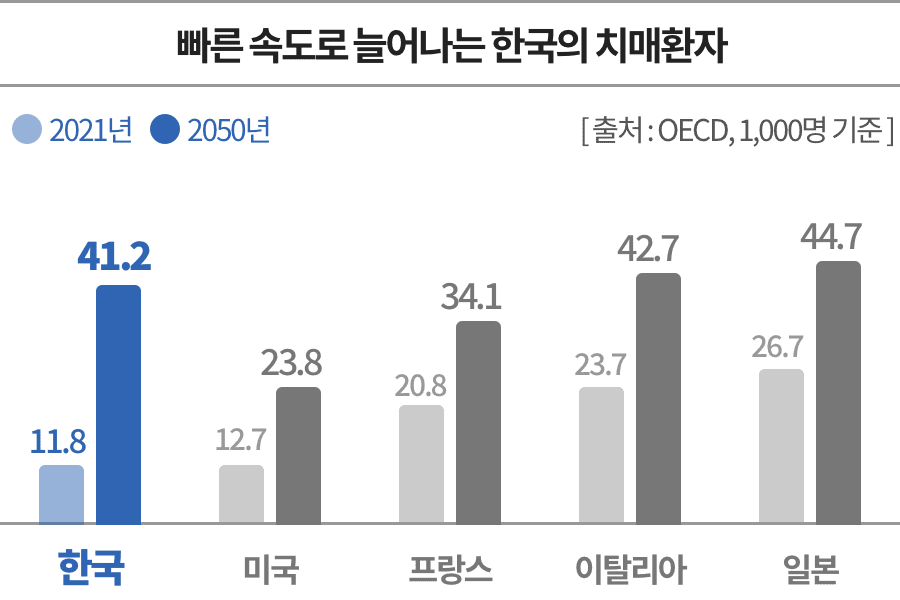 빠른 속도로 늘어나는 한국의 치매환자
2021년 2050년
[ 출처 : OECD, 1,000명 기준 ]
11.8 41.2
12.7 23.8
20.8 34.1
23.7 42.7
26.7 44.7
한국 미국 프랑스 이탈리아 일본